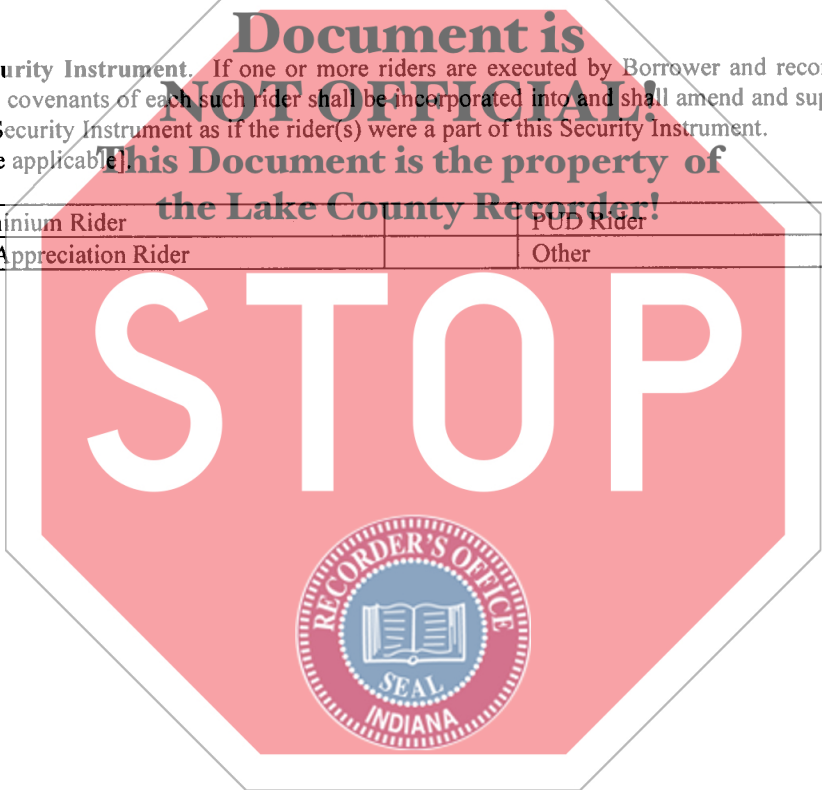 Document is
urity Instrument. If one or more riders are executed by Borrower and reco
NOT OFFICIAL!
covenants of each such rider shall be incorporated into and shall amend and su
Security Instrument as if the rider(s) were a part of this Security Instrument.
e applicable].
This Document is the property of
the Lake County Recorder!
inium Rider PUD Rider
Appreciation Rider Other
STOP
RECORDER'S OFFICE
SEAL
INDIANA